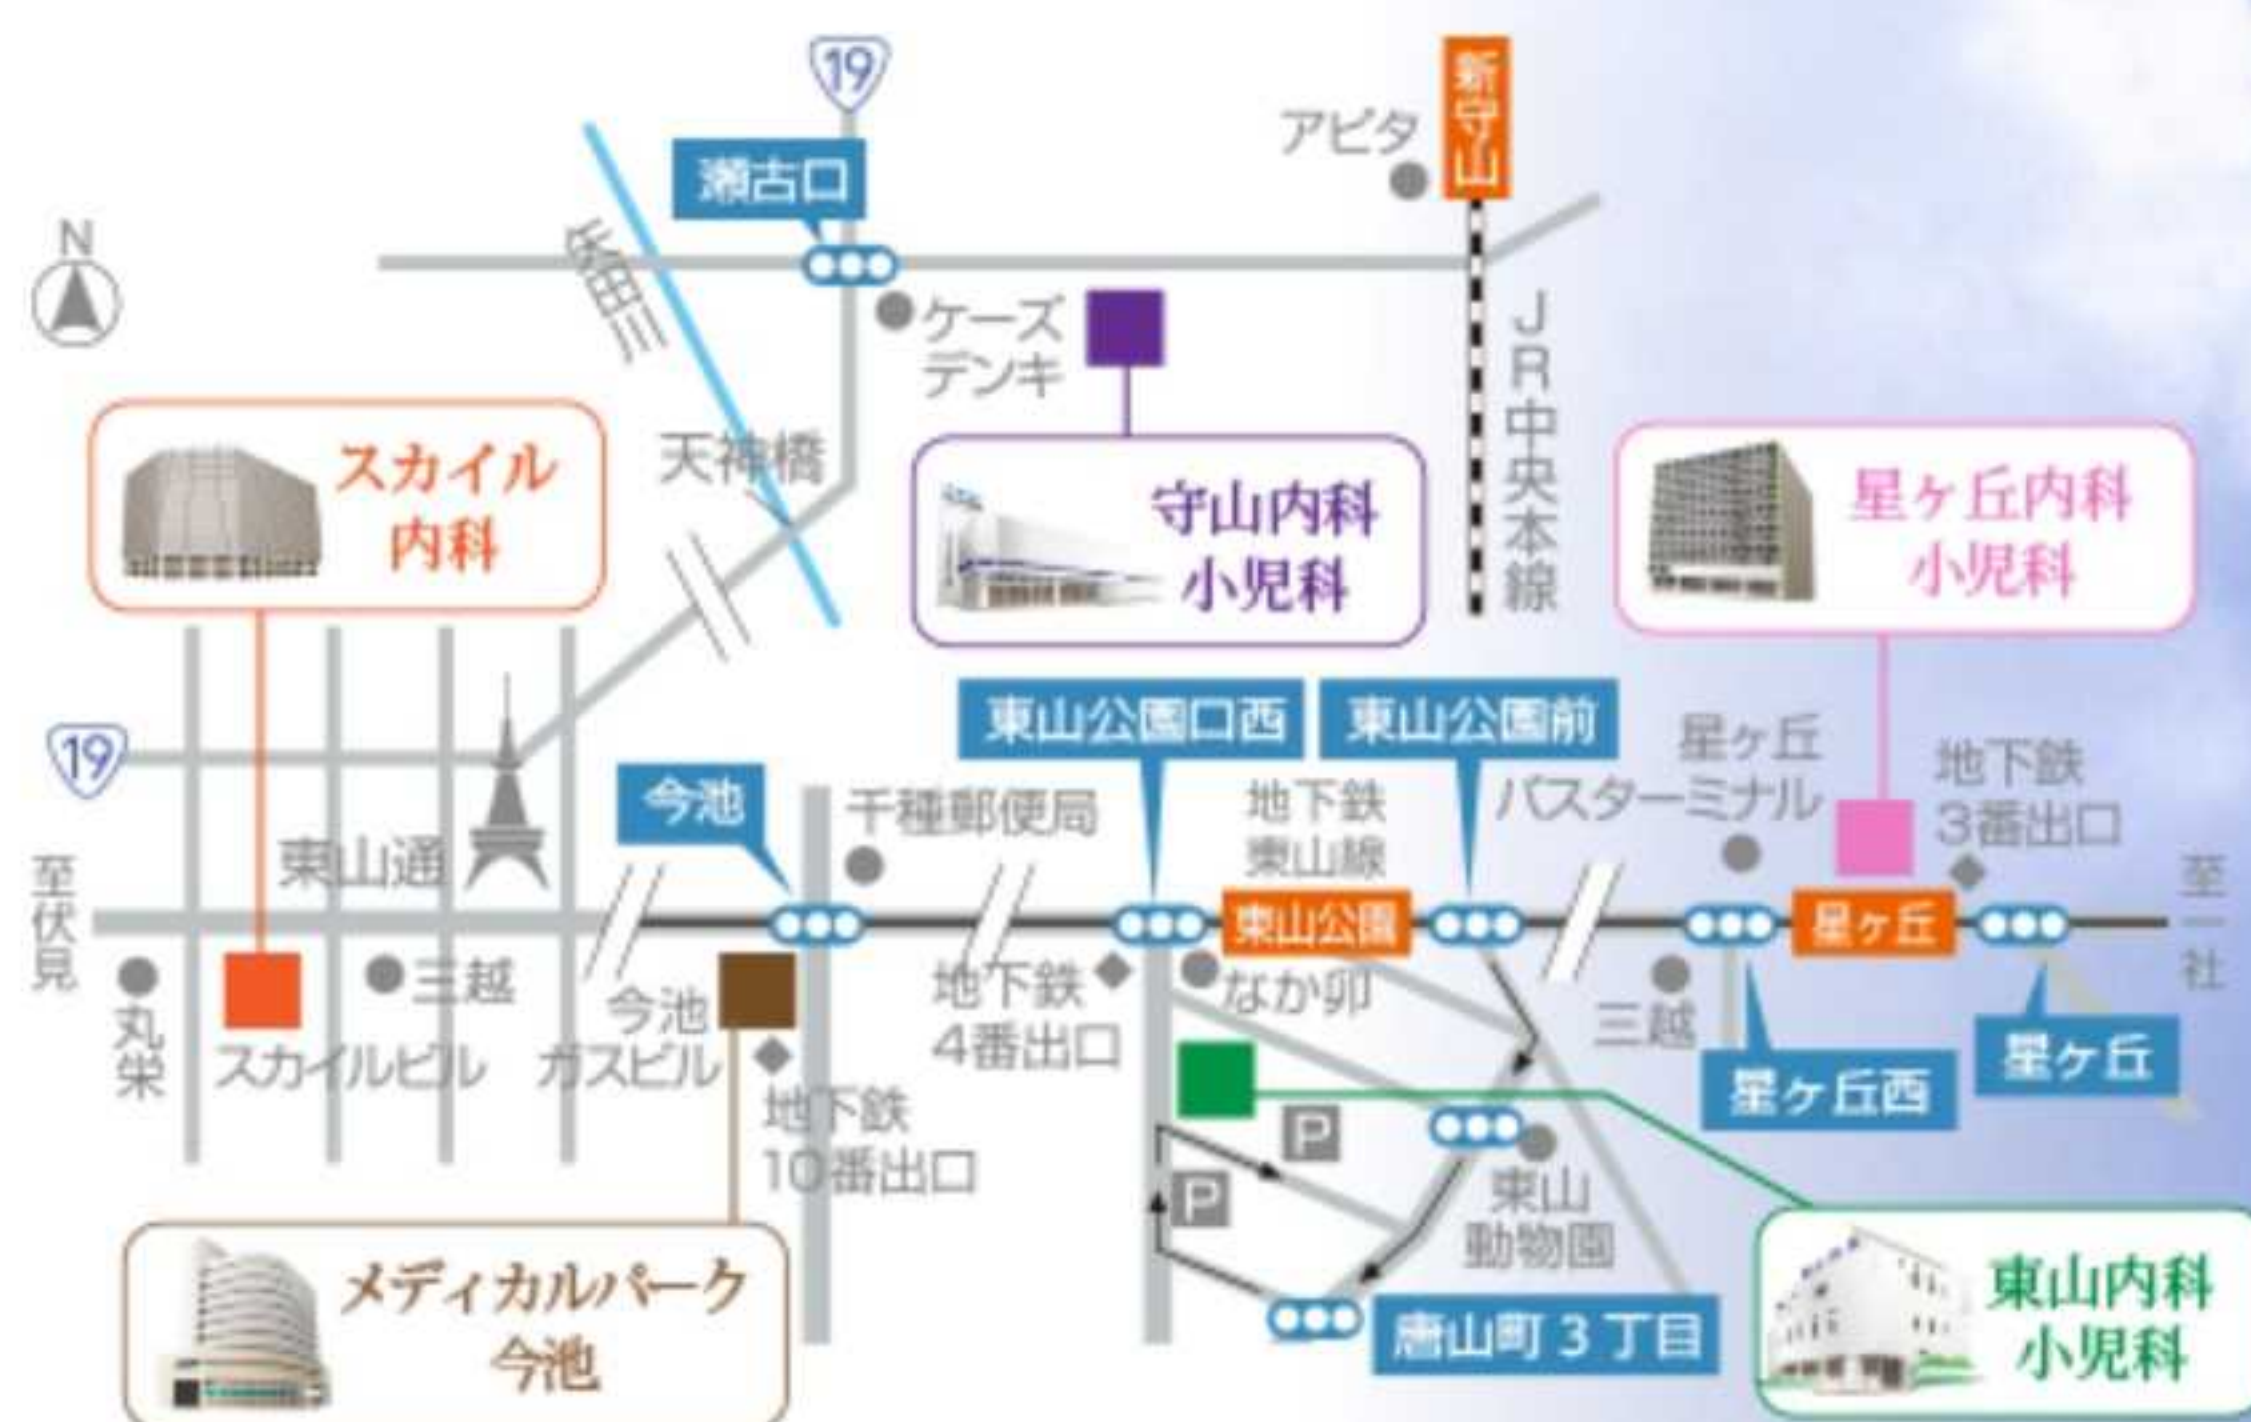 19
瀬古口
アピタ
新守山
N
矢田川
ケーズ
デンキ
JR中央本線
天神橋
スカイル
内科
守山内科
小児科
星ヶ丘内科
小児科
19
東山公園口西
東山公園前
星ヶ丘
バスターミナル
地下鉄
3番出口
今池
千種郵便局
地下鉄
東山線
東山通
至伏見
東山公園
星ヶ丘
至一社
丸栄
三越
スカイルビル
今池
ガスビル
地下鉄
4番出口
なか卯
三越
星ヶ丘西
星ヶ丘
地下鉄
10番出口
P
P
東山
動物園
唐山町3丁目
メディカルパーク
今池
東山内科
小児科